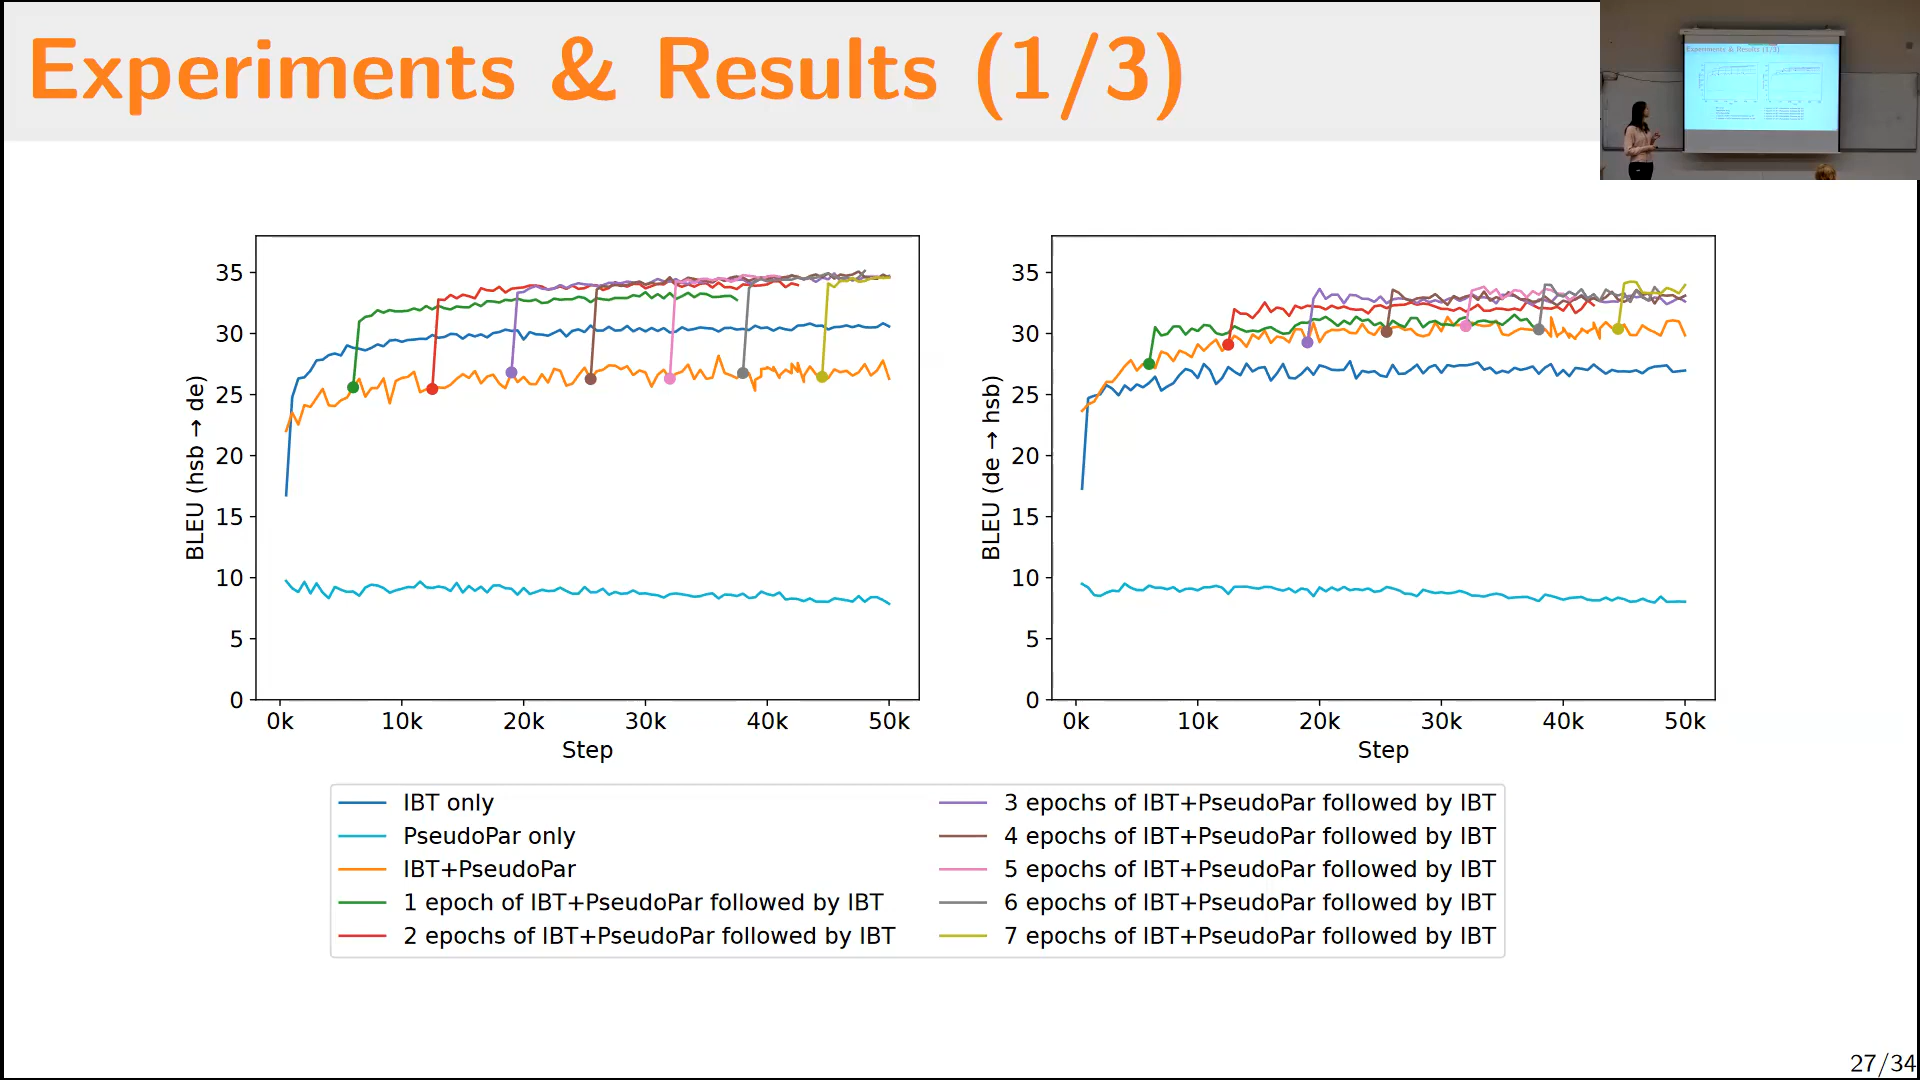 Experiments & Results (1/3)
Experiments & Results (1/3)
BLEU (hsb → de)
35
30
25
20
15
10
5
0
0k 10k 20k 30k 40k 50k
Step
BLEU (de → hsb)
35
30
25
20
15
10
5
0
0k 10k 20k 30k 40k 50k
Step
IBT only
PseudoPar only
IBT+PseudoPar
1 epoch of IBT+PseudoPar followed by IBT
2 epochs of IBT+PseudoPar followed by IBT
3 epochs of IBT+PseudoPar followed by IBT
4 epochs of IBT+PseudoPar followed by IBT
5 epochs of IBT+PseudoPar followed by IBT
6 epochs of IBT+PseudoPar followed by IBT
7 epochs of IBT+PseudoPar followed by IBT
27/34